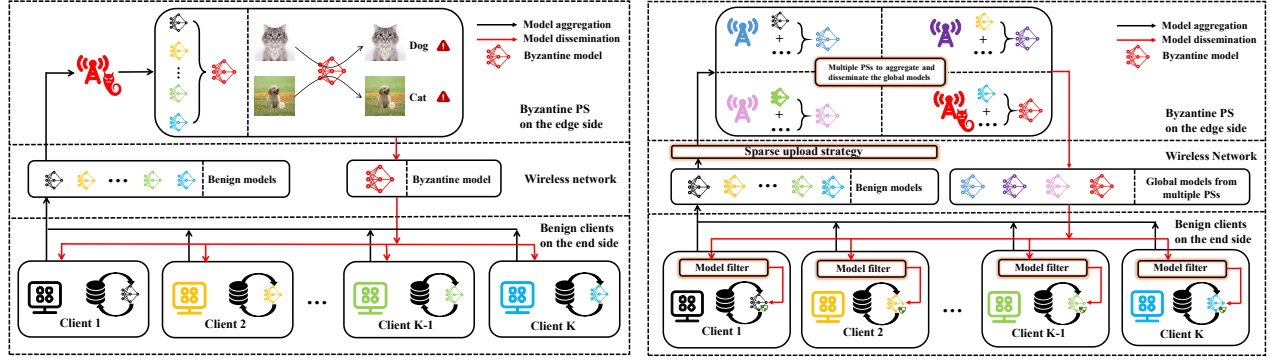 Model aggregation
Model dissemination
Byzantine model
Dog
Cat
Byzantine PS
on the edge side
Benign models
Byzantine model
Wireless network
Benign clients
on the end side
Client 1
Client 2
...
Client K-1
Client K
Model aggregation
Model dissemination
Byzantine model
+
...
+
...
Multiple PSs to aggregate and
disseminate the global models
+
...
+
...
Byzantine PS
on the edge side
Sparse upload strategy
Wireless Network
Benign models
Global models from
multiple PSs
Benign clients
on the end side
Model filter
Model filter
Model filter
Model filter
Client 1
Client 2
...
Client K-1
Client K